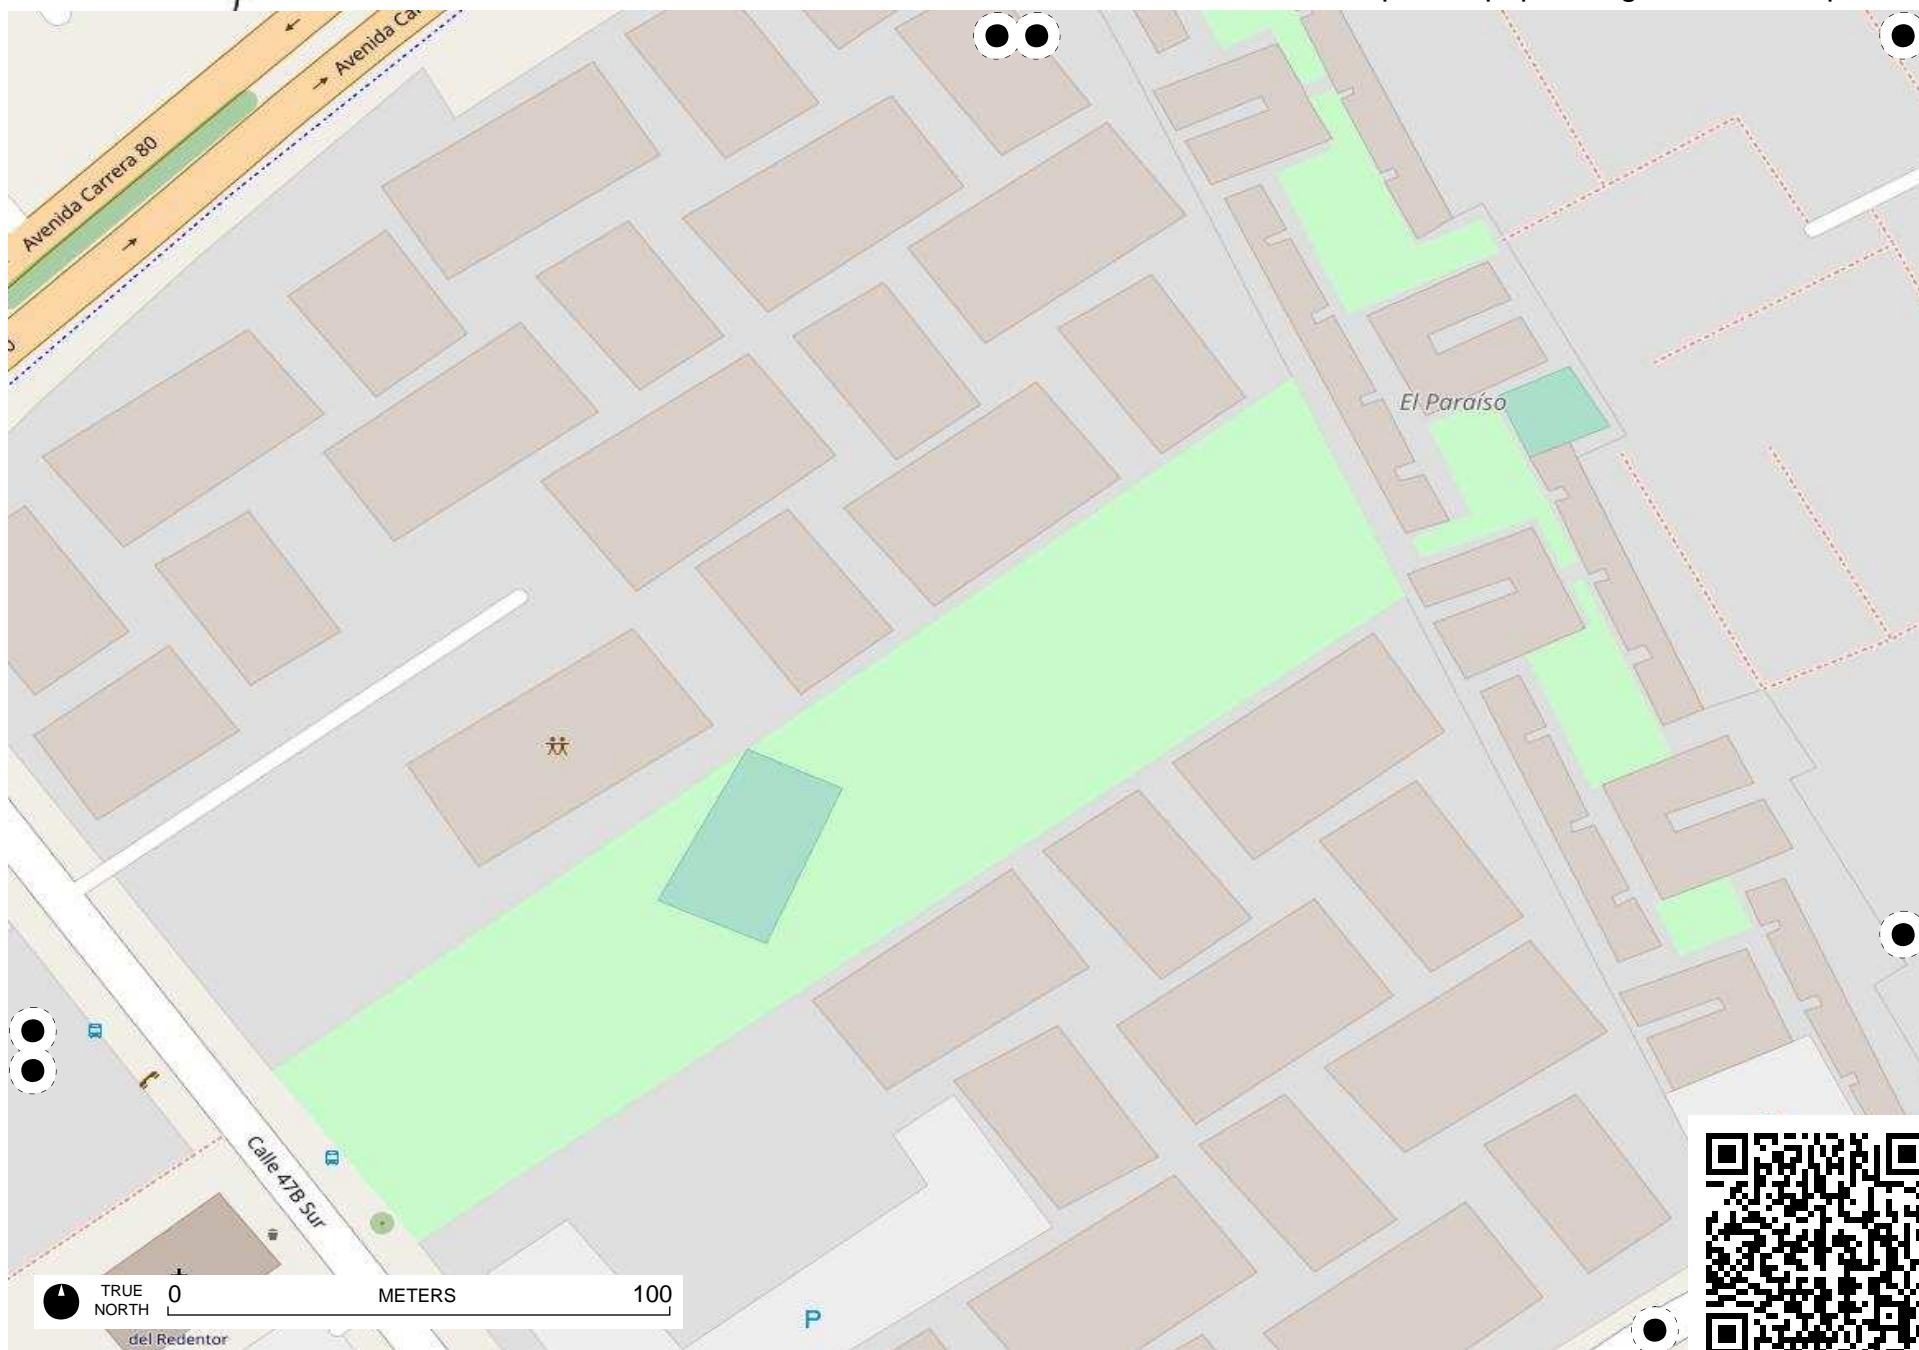 Avenida Carrera 80
Avenida Ca
El Paraíso
Calle 47B Sur
P
TRUE
NORTH
0 METERS 100
del Redentor